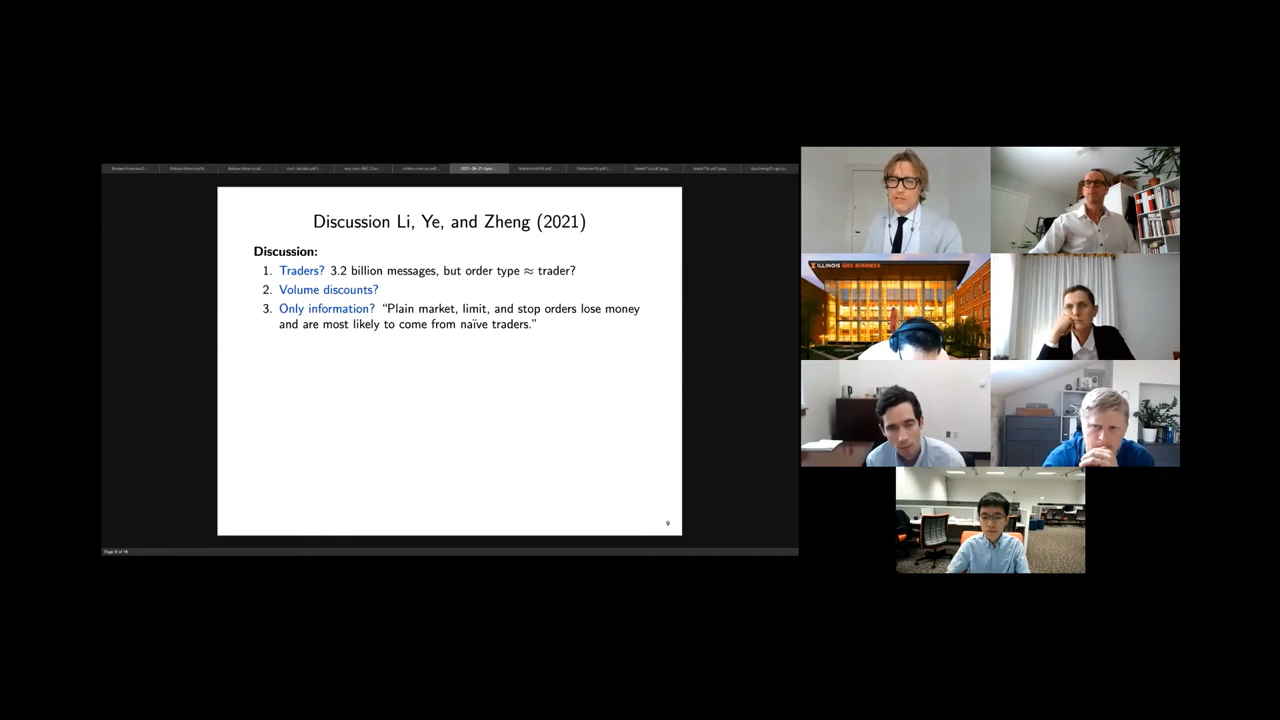 Discussion Li, Ye, and Zheng (2021)
Discussion:
1. Traders? 3.2 billion messages, but order type ≈ trader?
2. Volume discounts?
3. Only information? “Plain market, limit, and stop orders lose money
and are most likely to come from naïve traders.”
9
ILLINOIS GIES BUSINESS